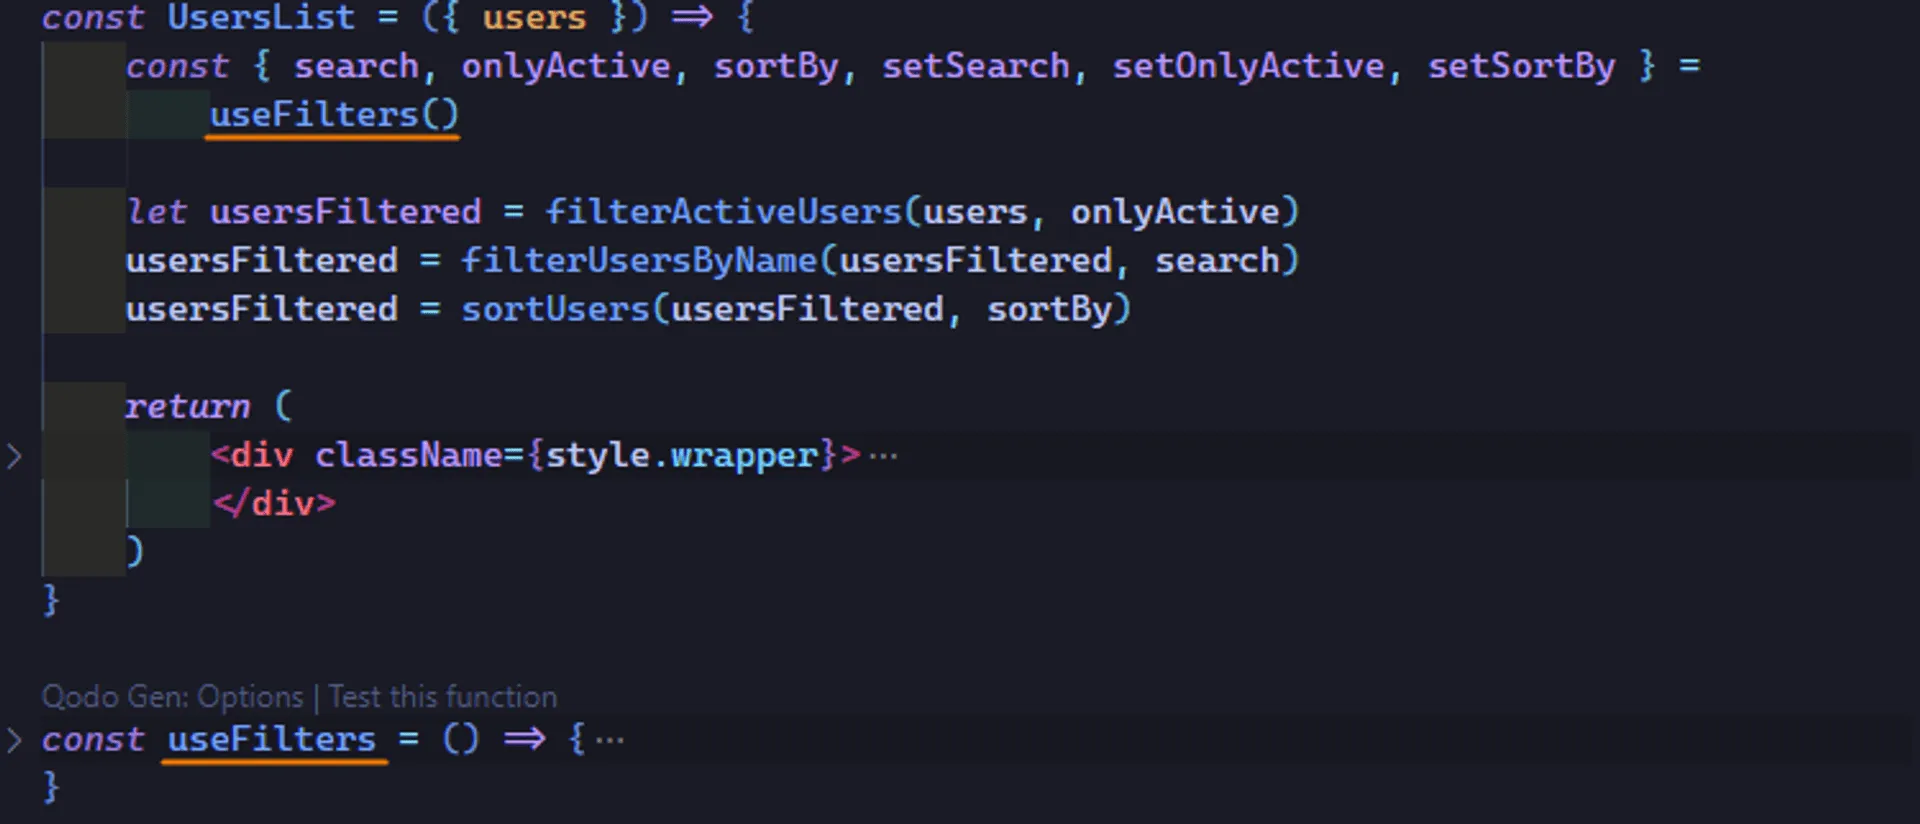 const UsersList = ({ users }) => {
const { search, onlyActive, sortBy, setSearch, setOnlyActive, setSortBy } =
useFilters()
let usersFiltered = filterActiveUsers(users, onlyActive)
usersFiltered = filterUsersByName(usersFiltered, search)
usersFiltered = sortUsers(usersFiltered, sortBy)
return (
<div className={style.wrapper}>···
</div>
)
}
Qodo Gen: Options | Test this function
const useFilters = () => {···
}